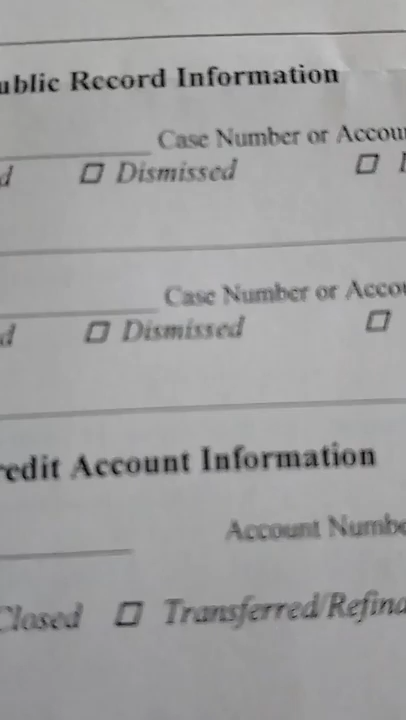 ublic Record Information
Case Number or Accou
d ☐ Dismissed ☐
Case Number or Accou
d ☐ Dismissed ☐
redit Account Information
Account Numbe
Closed ☐ Transferred/Refina